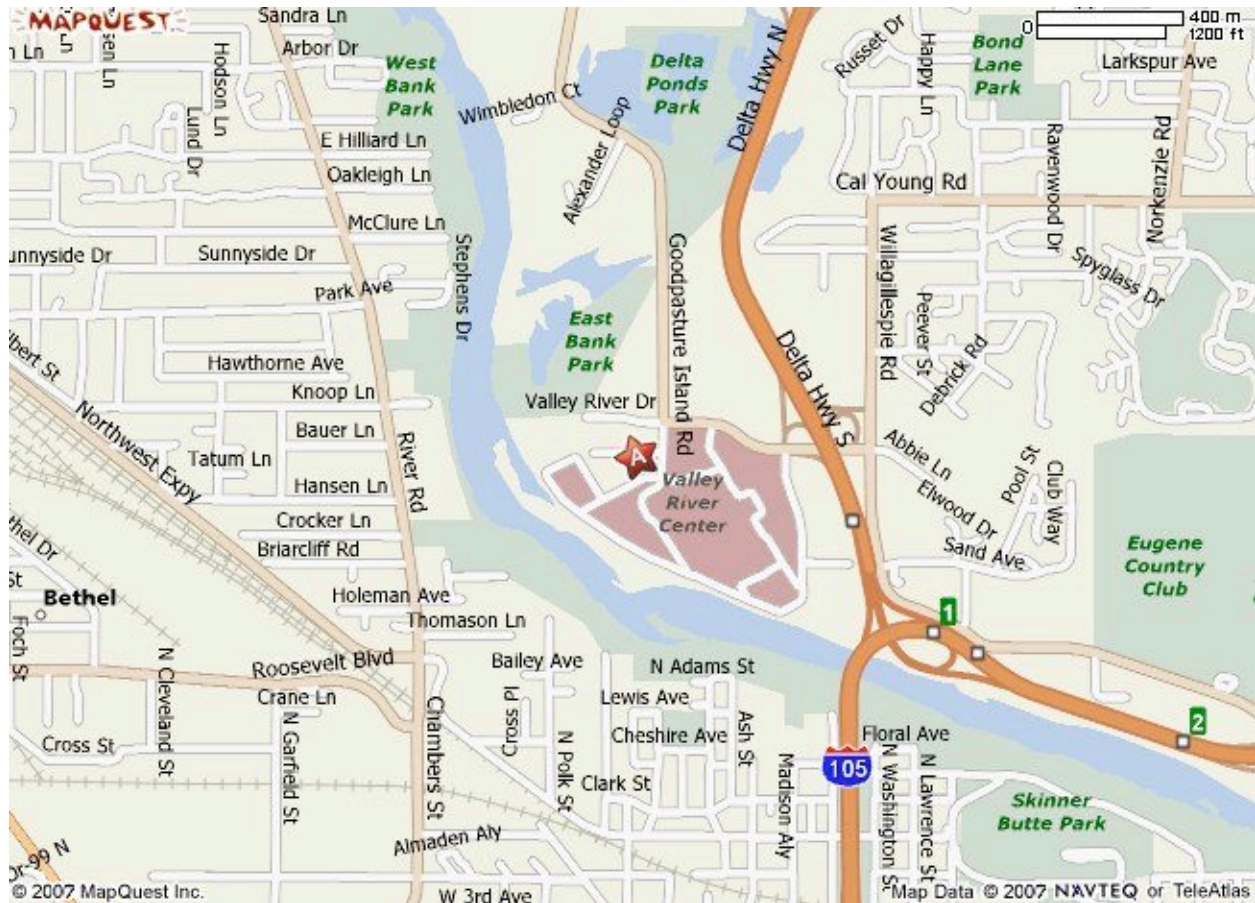 MAPQUEST
Sandra Ln
Arbor Dr
Hodson Ln
Lund Dr
West
Bank
Park
Wimbledon Ct
Alexander Loop
Delta
Ponds
Park
Delta Hwy N
Russet Dr
Happy Ln
Bond
Lane
Park
0
400 m
1200 ft
Larkspur Ave
Ravenwood Dr
Norkenzie Rd
E Hilliard Ln
Oakleigh Ln
McClure Ln
Sunnyside Dr
Park Ave
Stephens Dr
Goodpasture Island Rd
Cal Young Rd
Willagillespie Rd
Spyglass Dr
Peever St
Debrick Rd
East
Bank
Park
Delta Hwy S
Hawthorne Ave
Knoop Ln
Bauer Ln
Tatum Ln
Hansen Ln
Crocker Ln
Briarcliff Rd
Northwest Expy
River Rd
Valley River Dr
A
Valley
River
Center
Abbie Ln
Elwood Dr
Pool St
Club Way
Sand Ave
Eugene
Country
Club
Bethel
Foch St
Holeman Ave
Thomason Ln
Roosevelt Blvd
Crane Ln
N Cleveland St
Cross St
N Garfield St
Chambers St
Bailey Ave
Cross Pl
N Polk St
N Adams St
Lewis Ave
Cheshire Ave
Ash St
Clark St
Madison Aly
1
2
105
Floral Ave
N Washington St
N Lawrence St
Skinner
Butte Park
Almaden Aly
W 3rd Ave
© 2007 MapQuest Inc.
Map Data © 2007 NAVTEQ or TeleAtlas